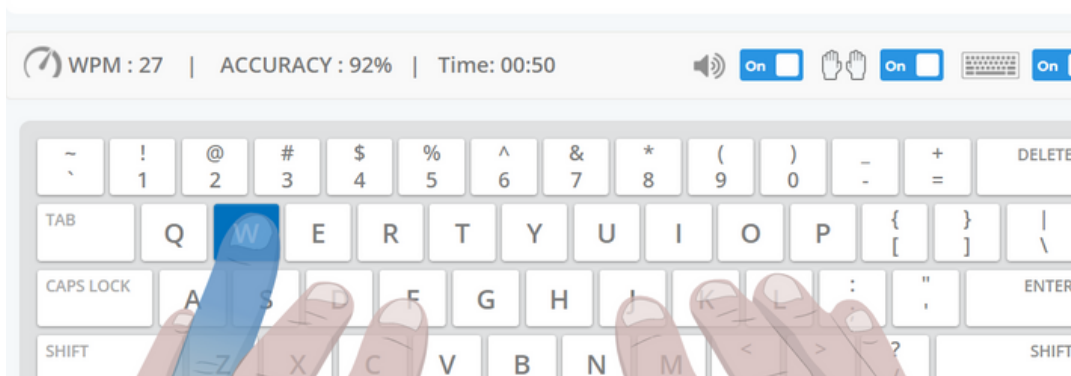 WPM : 27 | ACCURACY : 92% | Time: 00:50 On On On
~ ! @ # $ % ^ & * ( ) _ + DELETE
` 1 2 3 4 5 6 7 8 9 0 - =
TAB Q W E R T Y U I O P { } |
[ ] \
CAPS LOCK A S D F G H J K L : " ENTER
'
SHIFT Z X C V B N M < > ? SHIFT